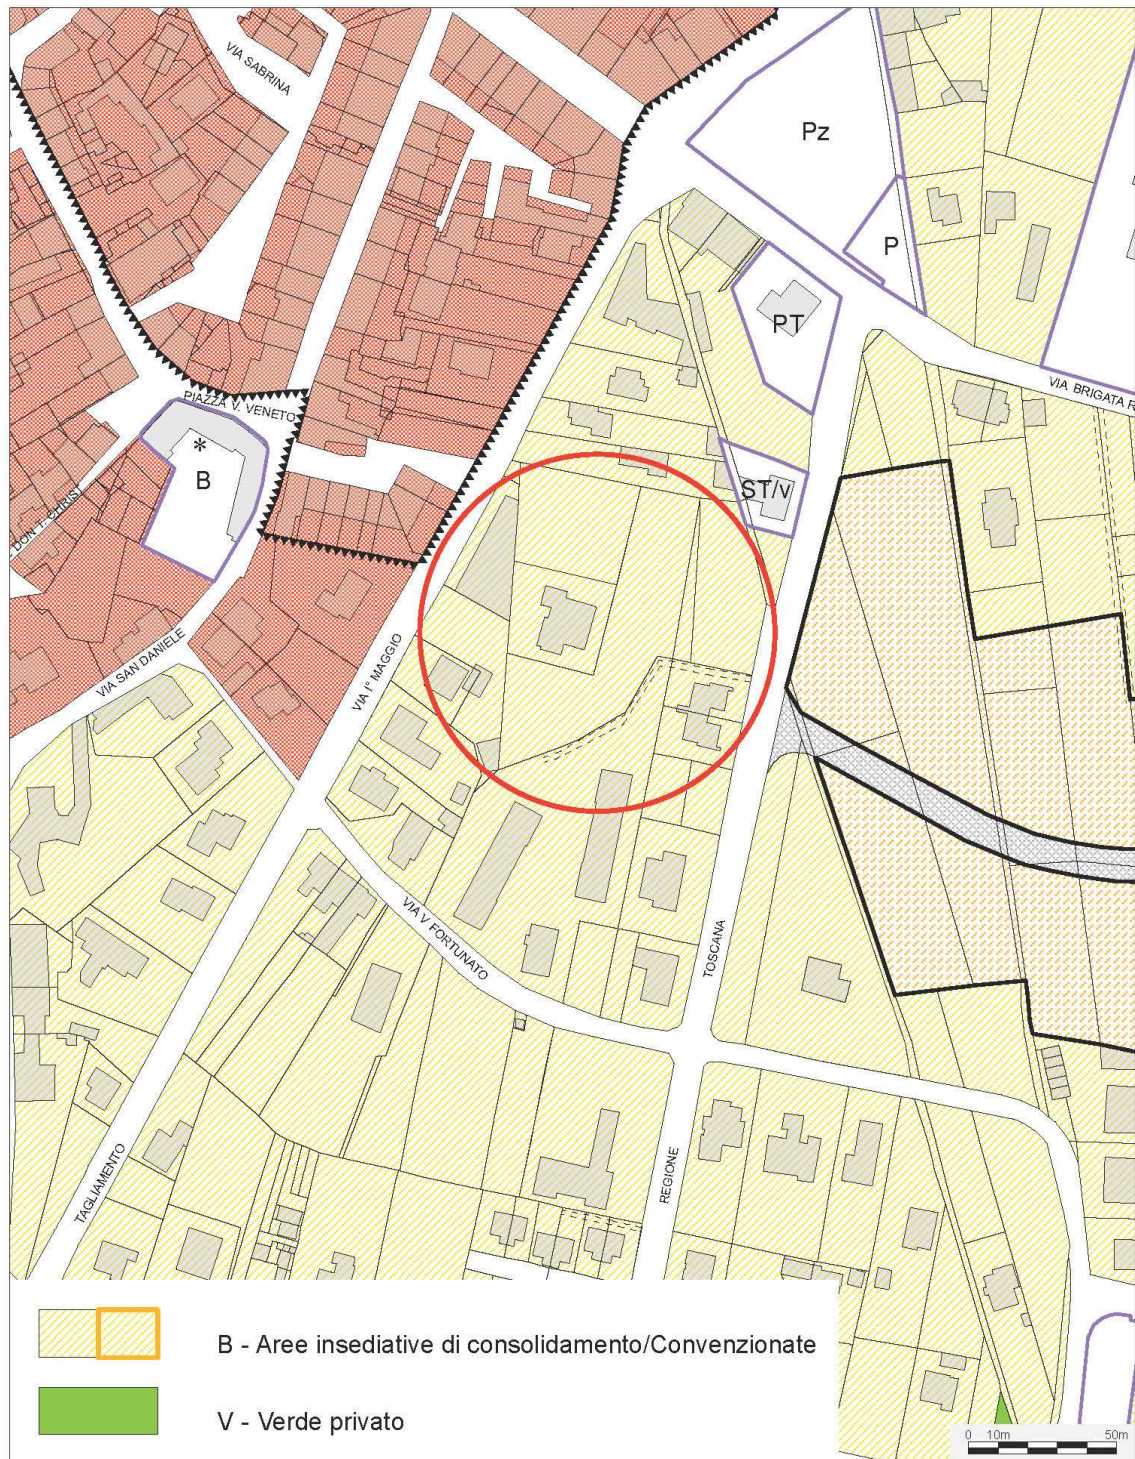 VIA SABRINA
Pz
P
PT
PIAZZA V. VENETO
VIA BRIGATA R
*
B
ST/v
DON T. CHRIST
VIA SAN DANIELE
VIA I° MAGGIO
VIA V FORTUNATO
TOSCANA
TAGLIAMENTO
REGIONE
B - Aree insediative di consolidamento/Convenzionate
V - Verde privato
0 10m 50m